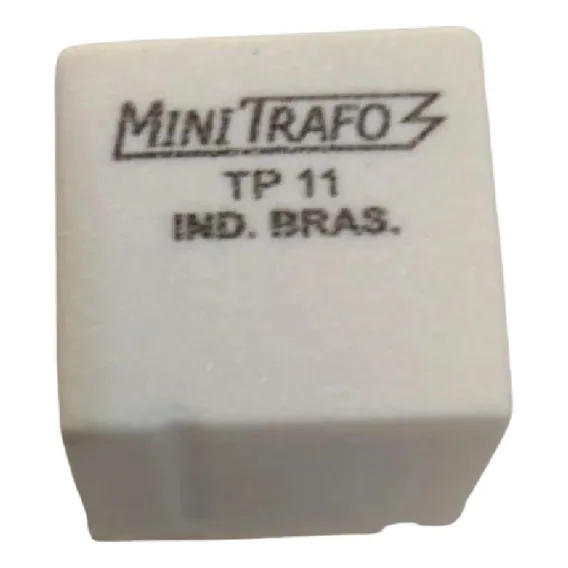 MINI TRAFO
TP 11
IND. BRAS.